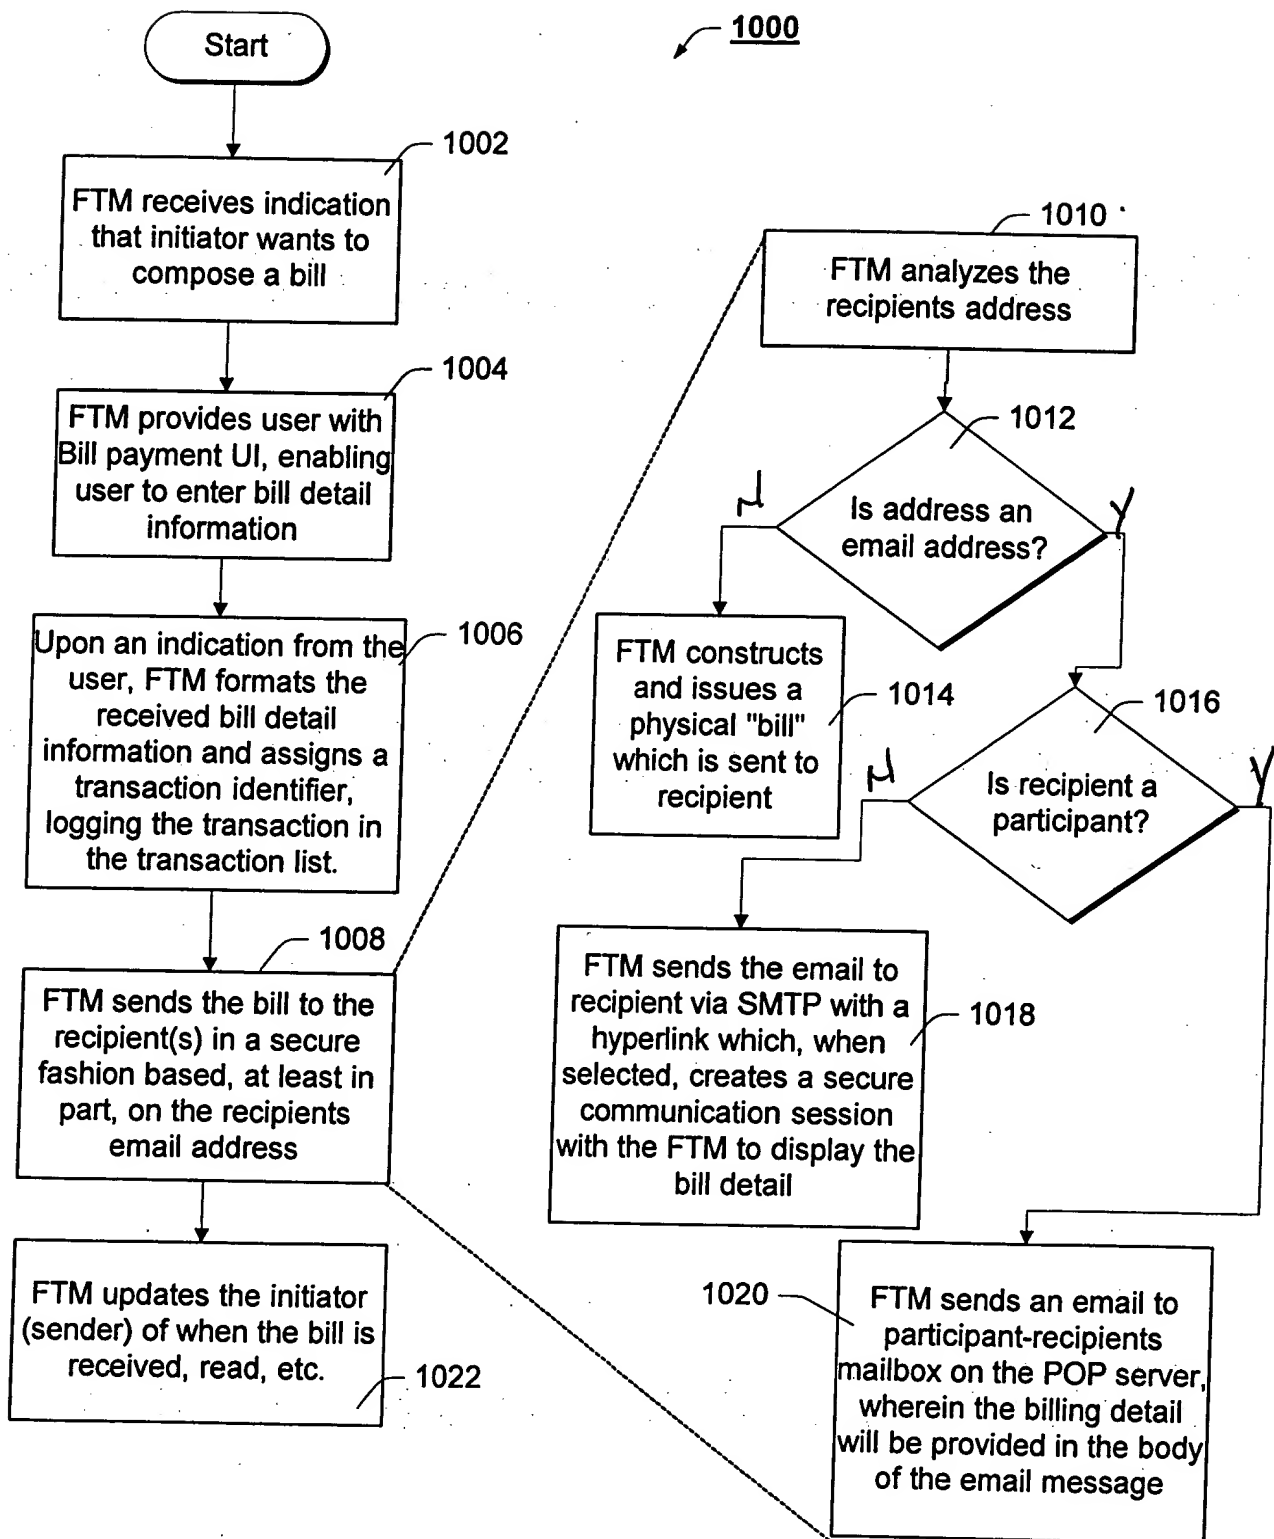 Start
1000
1002
FTM receives indication
that initiator wants to
compose a bill
1004
FTM provides user with
Bill payment UI, enabling
user to enter bill detail
information
1006
Upon an indication from the
user, FTM formats the
received bill detail
information and assigns a
transaction identifier,
logging the transaction in
the transaction list.
1008
FTM sends the bill to the
recipient(s) in a secure
fashion based, at least in
part, on the recipients
email address
FTM updates the initiator
(sender) of when the bill is
received, read, etc.
1022
1010
FTM analyzes the
recipients address
1012
Is address an
email address?
N
Y
FTM constructs
and issues a
physical "bill"
which is sent to
recipient
1014
1016
Is recipient a
participant?
N
Y
FTM sends the email to
recipient via SMTP with a
hyperlink which, when
selected, creates a secure
communication session
with the FTM to display the
bill detail
1018
1020
FTM sends an email to
participant-recipients
mailbox on the POP server,
wherein the billing detail
will be provided in the body
of the email message